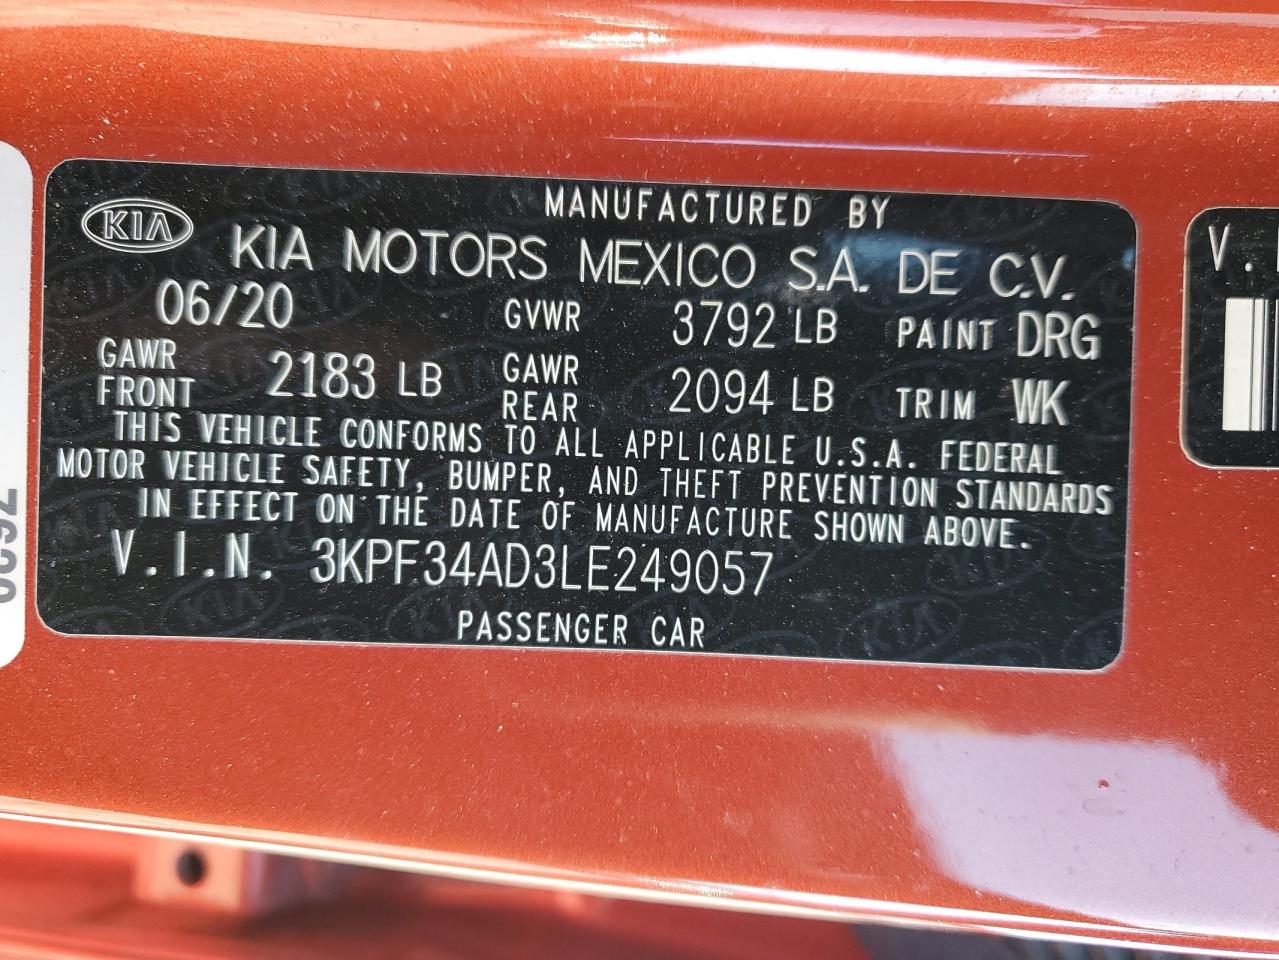 KIA
MANUFACTURED BY
KIA MOTORS MEXICO S.A. DE C.V.
06/20 GVWR 3792 LB PAINT DRG
GAWR FRONT 2183 LB GAWR REAR 2094 LB TRIM WK
THIS VEHICLE CONFORMS TO ALL APPLICABLE U.S.A. FEDERAL
MOTOR VEHICLE SAFETY, BUMPER, AND THEFT PREVENTION STANDARDS
IN EFFECT ON THE DATE OF MANUFACTURE SHOWN ABOVE.
V.I.N. 3KPF34AD3LE249057
PASSENGER CAR